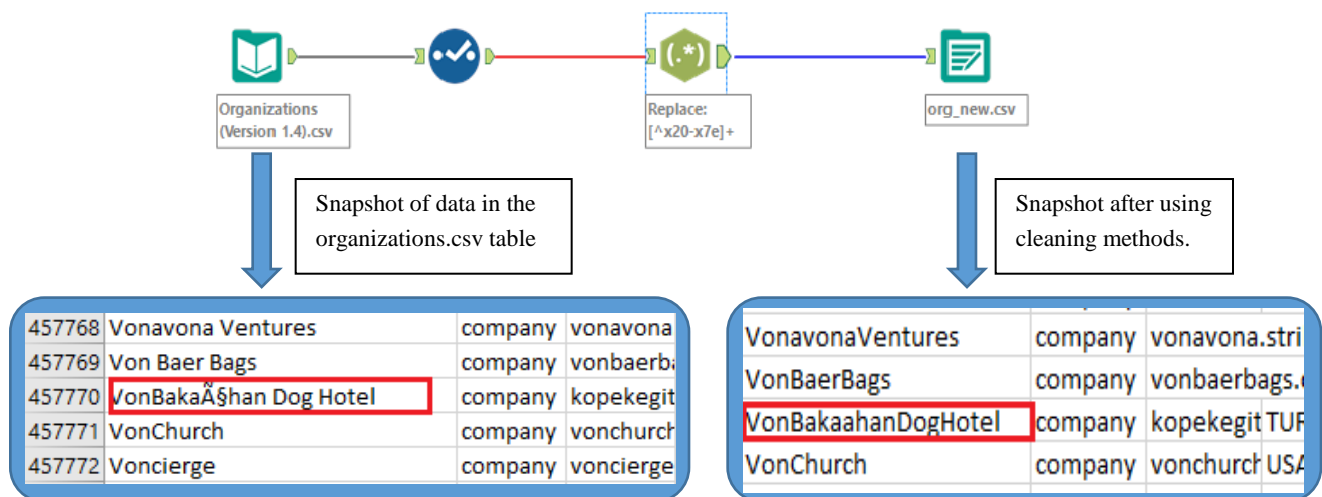 (.*)
Organizations
(Version 1.4).csv
Replace:
[^x20-x7e]+
org_new.csv
Snapshot of data in the
organizations.csv table
Snapshot after using
cleaning methods.
457768 Vonavona Ventures company vonavona
457769 Von Baer Bags company vonbaerba
457770 VonBakaÃ§han Dog Hotel company kopekegit
457771 VonChurch company vonchurch
457772 Voncierge company voncierge
VonavonaVentures company vonavona.stri
VonBaerBags company vonbaerbags.
VonBakaahanDogHotel company kopekegit TUR
VonChurch company vonchurch USA